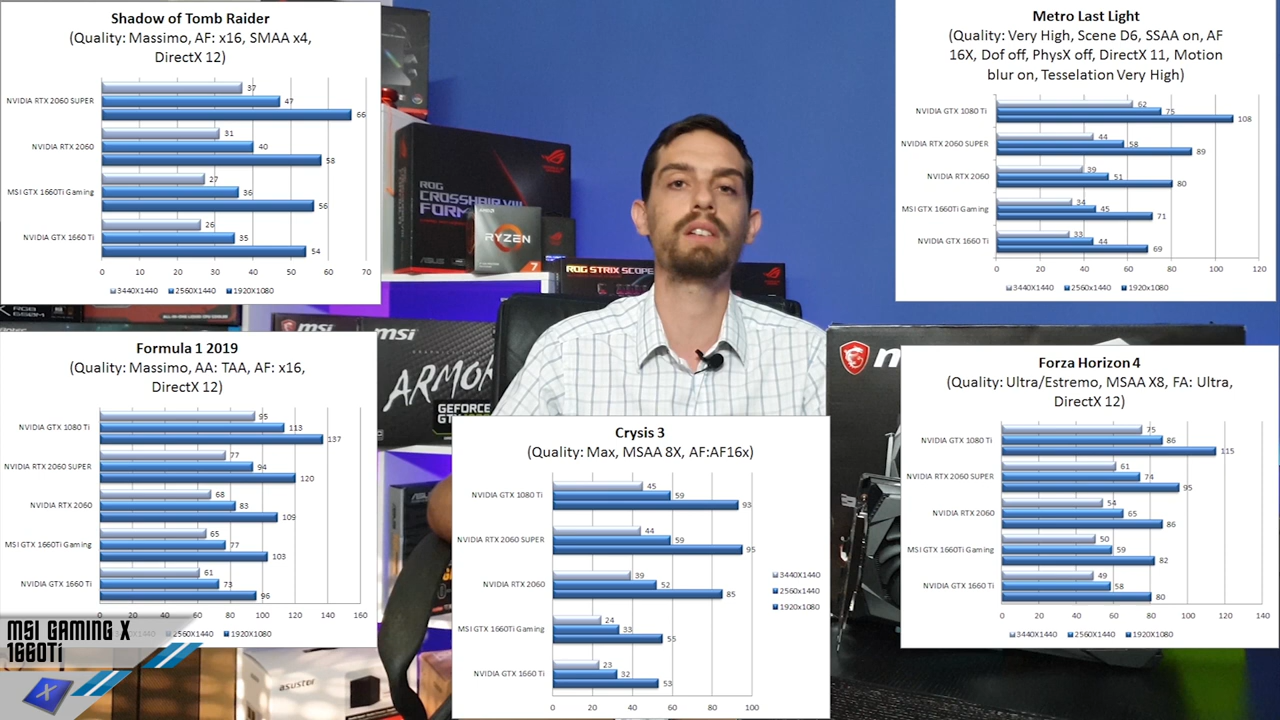 Shadow of Tomb Raider
(Quality: Massimo, AF: x16, SMAA x4,
DirectX 12)
NVIDIA RTX 2060 SUPER
37
47
66
NVIDIA RTX 2060
31
40
58
MSI GTX 1660Ti Gaming
27
36
56
NVIDIA GTX 1660 Ti
26
35
54
0 10 20 30 40 50 60 70
3440X1440 2560X1440 1920x1080
Metro Last Light
(Quality: Very High, Scene D6, SSAA on, AF
16X, Dof off, PhysX off, DirectX 11, Motion
blur on, Tesselation Very High)
NVIDIA GTX 1080 Ti
62
75
108
NVIDIA RTX 2060 SUPER
44
58
89
NVIDIA RTX 2060
39
51
80
MSI GTX 1660Ti Gaming
34
45
71
NVIDIA GTX 1660 Ti
33
44
69
0 20 40 60 80 100 120
3440X1440 2560x1440 1920X1080
ROG
CROSSHAIR VIII
FORM
AMD
RYZEN
7
ROG STRIX SCOPE
msi
msi
ARMOR
GEFORCE
GTX
Formula 1 2019
(Quality: Massimo, AA: TAA, AF: x16,
DirectX 12)
NVIDIA GTX 1080 Ti
95
113
137
NVIDIA RTX 2060 SUPER
77
94
120
NVIDIA RTX 2060
68
83
109
MSI GTX 1660Ti Gaming
65
77
103
NVIDIA GTX 1660 Ti
61
73
96
0 20 40 60 80 100 120 140 160
3440X1440 2560X1440 1920X1080
Crysis 3
(Quality: Max, MSAA 8X, AF:AF16x)
NVIDIA GTX 1080 Ti
45
59
93
NVIDIA RTX 2060 SUPER
44
59
95
NVIDIA RTX 2060
39
52
85
MSI GTX 1660Ti Gaming
24
33
55
NVIDIA GTX 1660 Ti
23
32
53
0 20 40 60 80 100
3440X1440
2560x1440
1920x1080
Forza Horizon 4
(Quality: Ultra/Estremo, MSAA X8, FA: Ultra,
DirectX 12)
NVIDIA GTX 1080 Ti
75
86
115
NVIDIA RTX 2060 SUPER
61
74
95
NVIDIA RTX 2060
54
65
86
MSI GTX 1660Ti Gaming
50
59
82
NVIDIA GTX 1660 Ti
49
58
80
0 20 40 60 80 100 120 140
3440X1440 2560X1440 1920X1080
MSI GAMING X
1660Ti
asustor